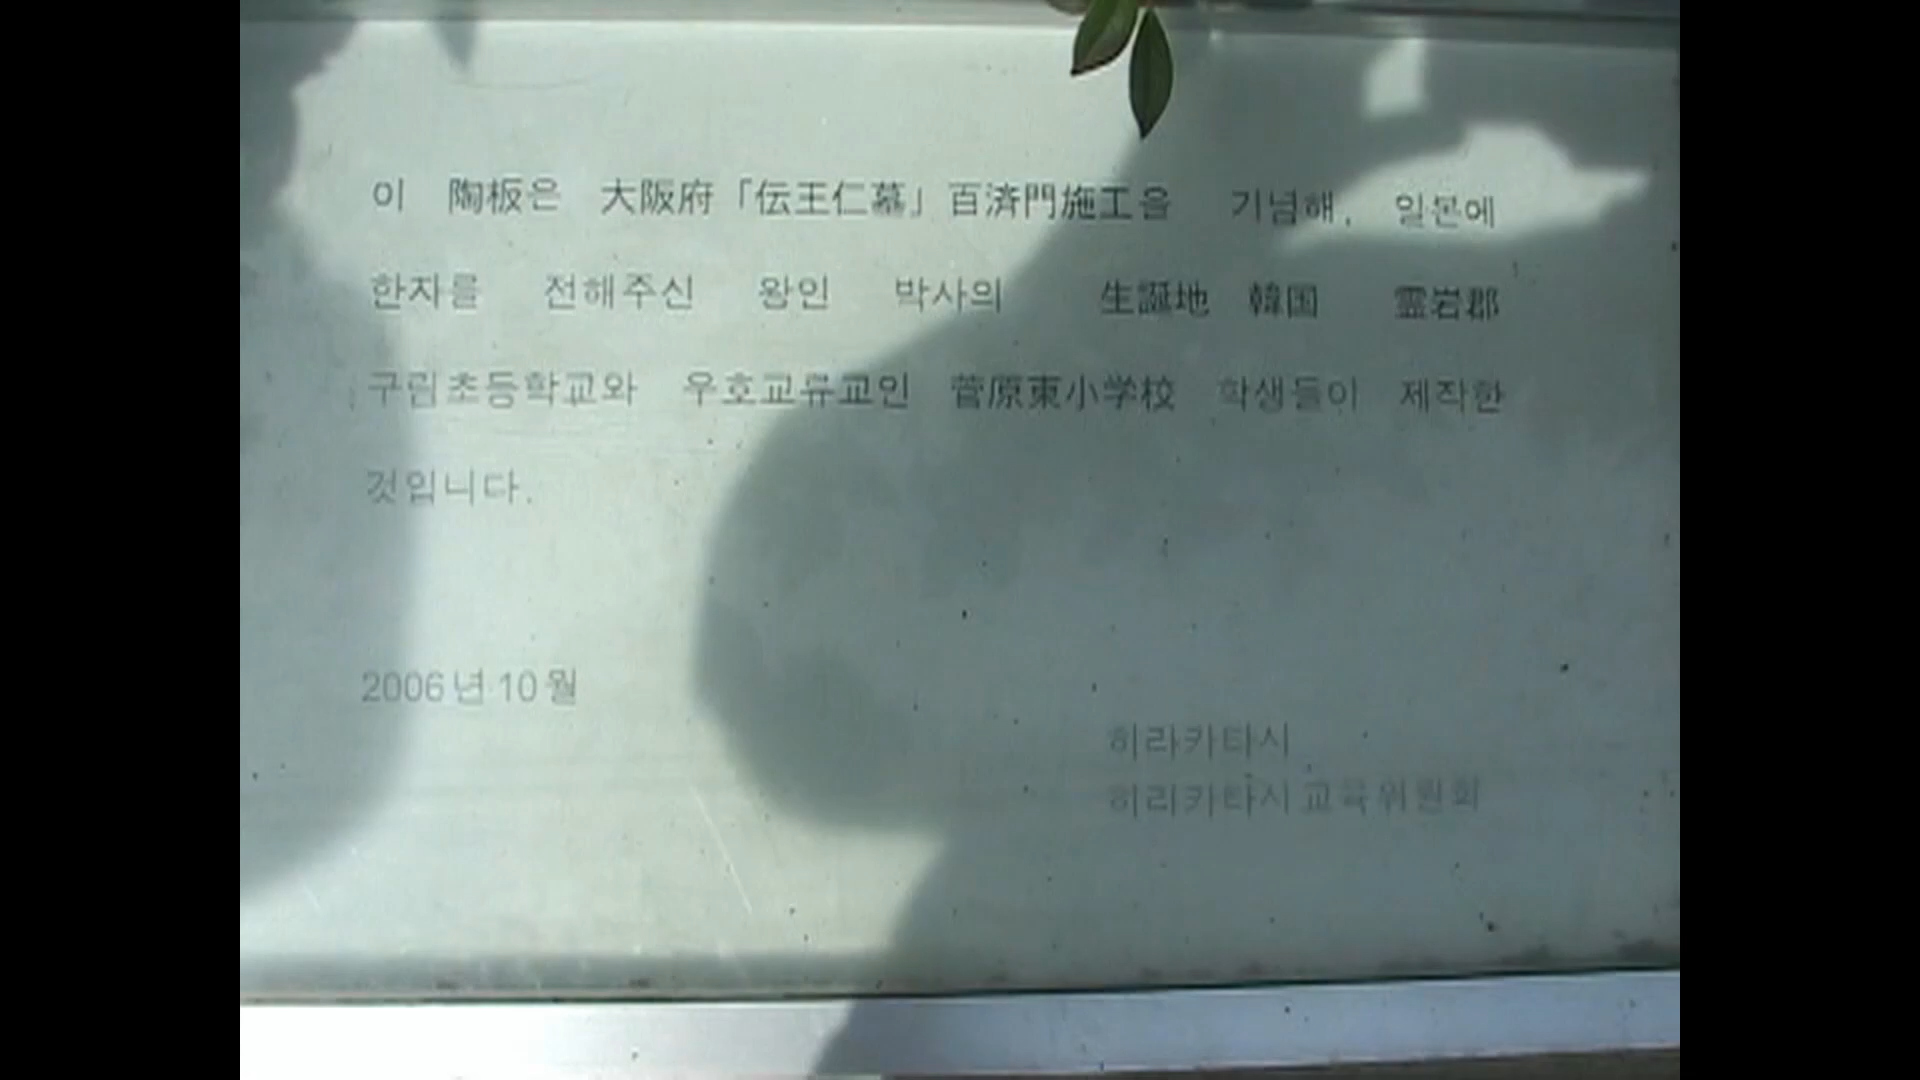 이 陶板은 大阪府「伝王仁墓」百済門施工을 기념해, 일본에
한자를 전해주신 왕인 박사의 生誕地 韓国 霊岩郡
구림초등학교와 우호교류교인 菅原東小学校 학생들이 제작한
것입니다.
2006년 10월
히라카타시
히라카타시교육위원회